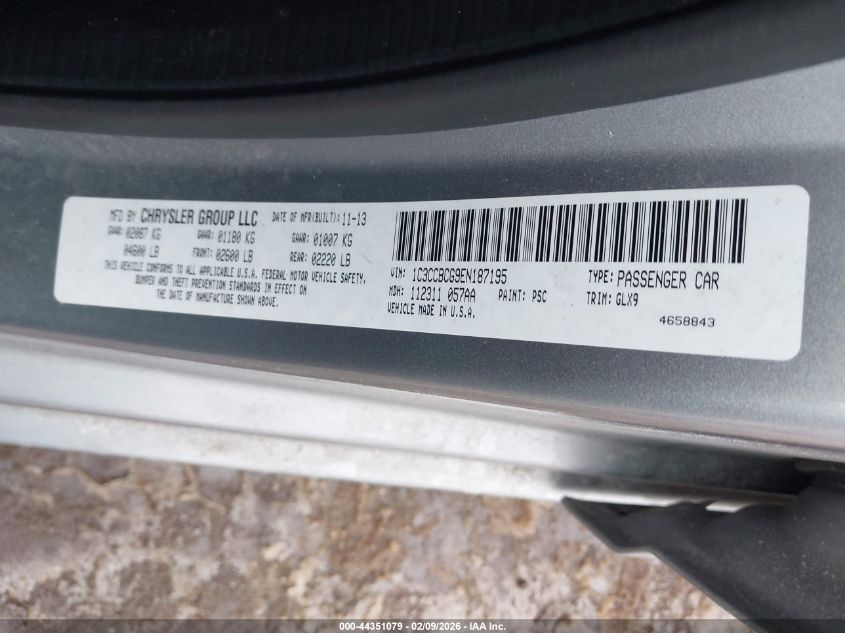 MFD BY CHRYSLER GROUP LLC DATE OF MFR(BUILT):11-13
GAWR: 02087 KG GAWR: 01180 KG GAWR: 01007 KG
04600 LB FRONT: 02600 LB REAR: 02220 LB
THIS VEHICLE CONFORMS TO ALL APPLICABLE U.S.A. FEDERAL MOTOR VEHICLE SAFETY,
BUMPER AND THEFT PREVENTION STANDARDS IN EFFECT ON
THE DATE OF MANUFACTURE SHOWN ABOVE.
VIN: 1C3CCBCG9EN187195 TYPE: PASSENGER CAR
MDH: 112311 057AA PAINT: PSC TRIM: GLX9
VEHICLE MADE IN U.S.A.
4658843
000-44351079 | 02/09/2026 | IAA Inc.